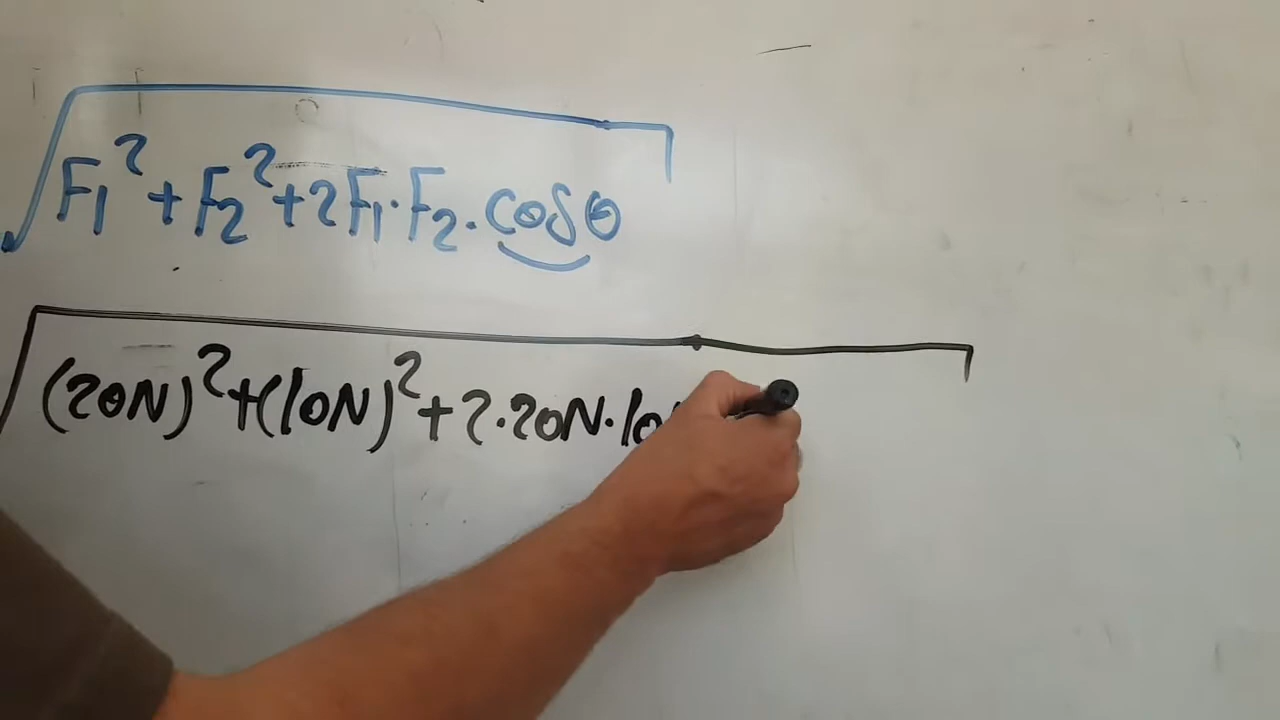 √F₁² + F₂² + 2F₁·F₂·cosθ
√(20N)² + (10N)² + 2·20N·10